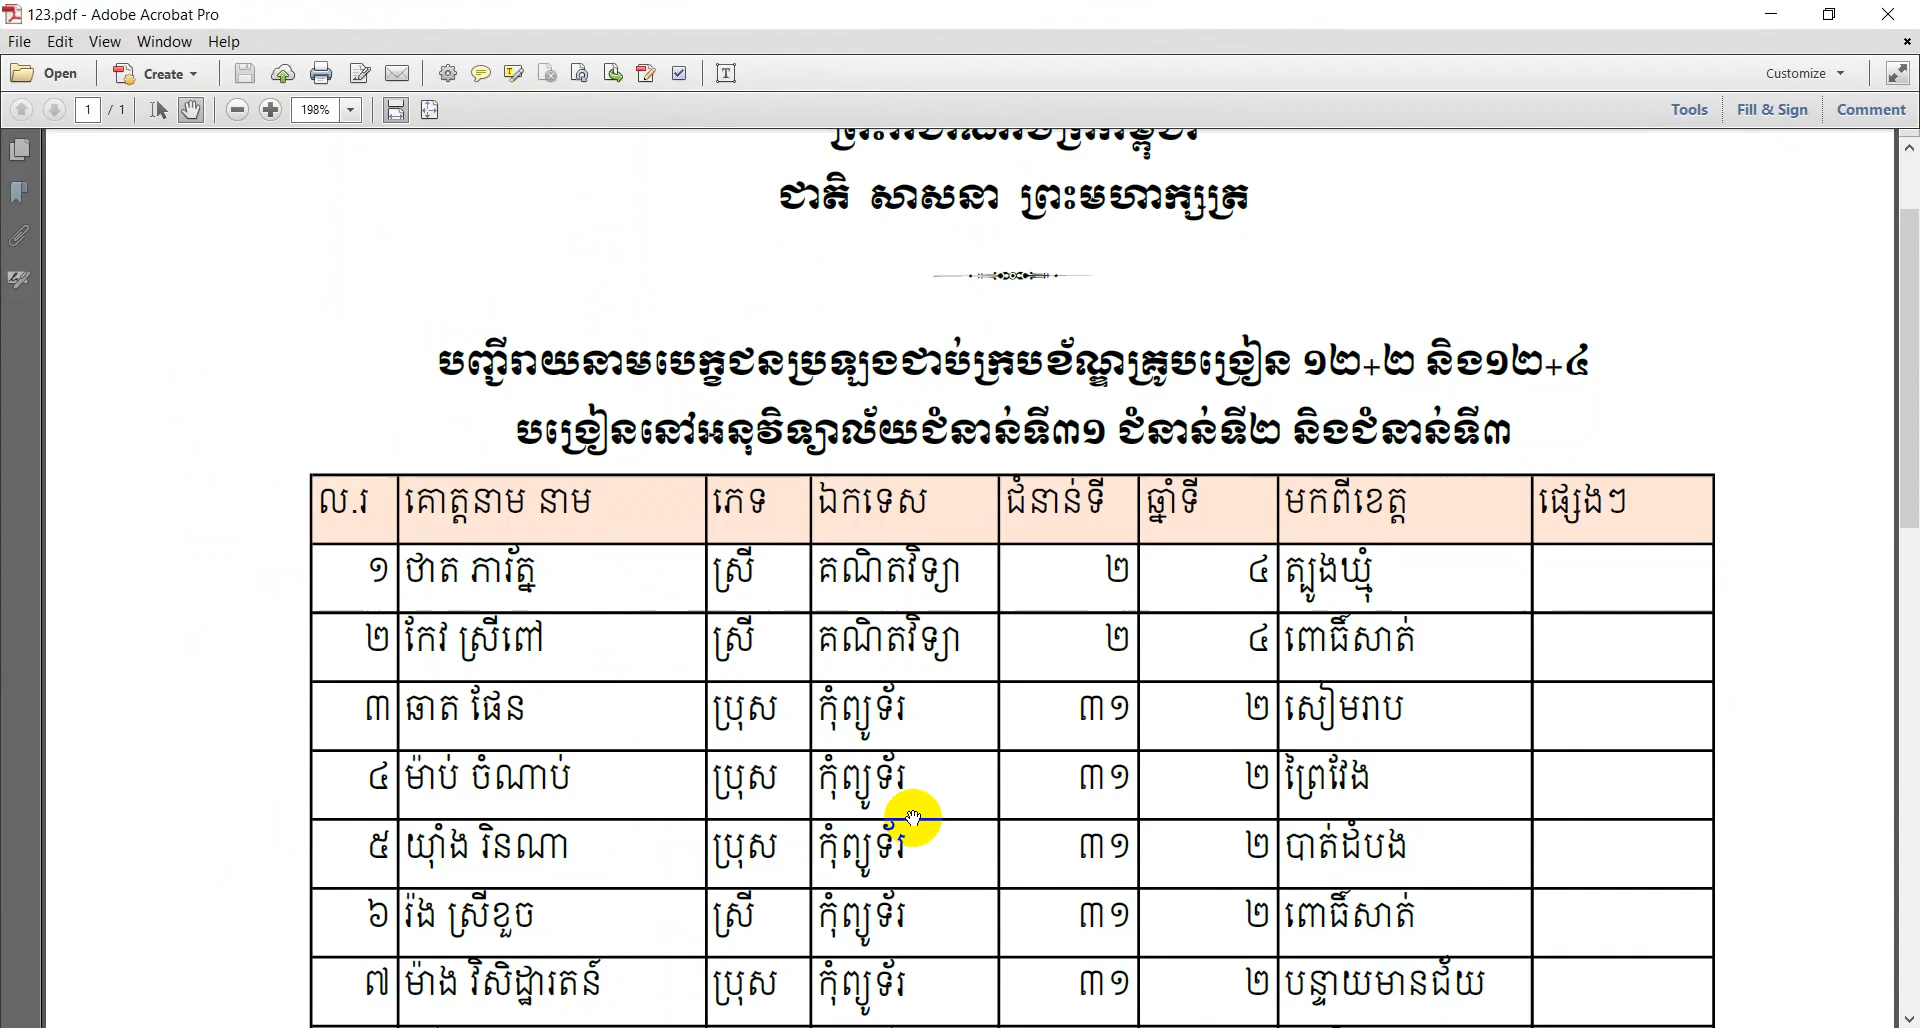 123.pdf - Adobe Acrobat Pro
File Edit View Window Help
Open Create Customize
1 / 1 198% Tools Fill & Sign Comment
ជាតិ សាសនា ព្រះមហាក្សត្រ
បញ្ជីរាយនាមបេក្ខជនប្រឡងជាប់ក្របខ័ណ្ឌគ្រូបង្រៀន ១២+២ និង១២+៤
បង្រៀននៅអនុវិទ្យាល័យជំនាន់ទី៣១ ជំនាន់ទី២ និងជំនាន់ទី៣
ល.រ គោត្តនាម នាម ភេទ ឯកទេស ជំនាន់ទី ឆ្នាំទី មកពីខេត្ត ផ្សេងៗ
១ ថាត ភារ័ត្ន ស្រី គណិតវិទ្យា ២ ៤ ត្បូងឃ្មុំ
២ កែវ ស្រីពៅ ស្រី គណិតវិទ្យា ២ ៤ ពោធិ៍សាត់
៣ ឆាត ផែន ប្រុស កុំព្យូទ័រ ៣១ ២ សៀមរាប
៤ ម៉ាប់ ចំណាប់ ប្រុស កុំព្យូទ័រ ៣១ ២ ព្រៃវែង
៥ យ៉ាំង រិនណា ប្រុស កុំព្យូទ័រ ៣១ ២ បាត់ដំបង
៦ រ៉ង ស្រីខួច ស្រី កុំព្យូទ័រ ៣១ ២ ពោធិ៍សាត់
៧ ម៉ាង វិសិដ្ឋារតន៍ ប្រុស កុំព្យូទ័រ ៣១ ២ បន្ទាយមានជ័យ